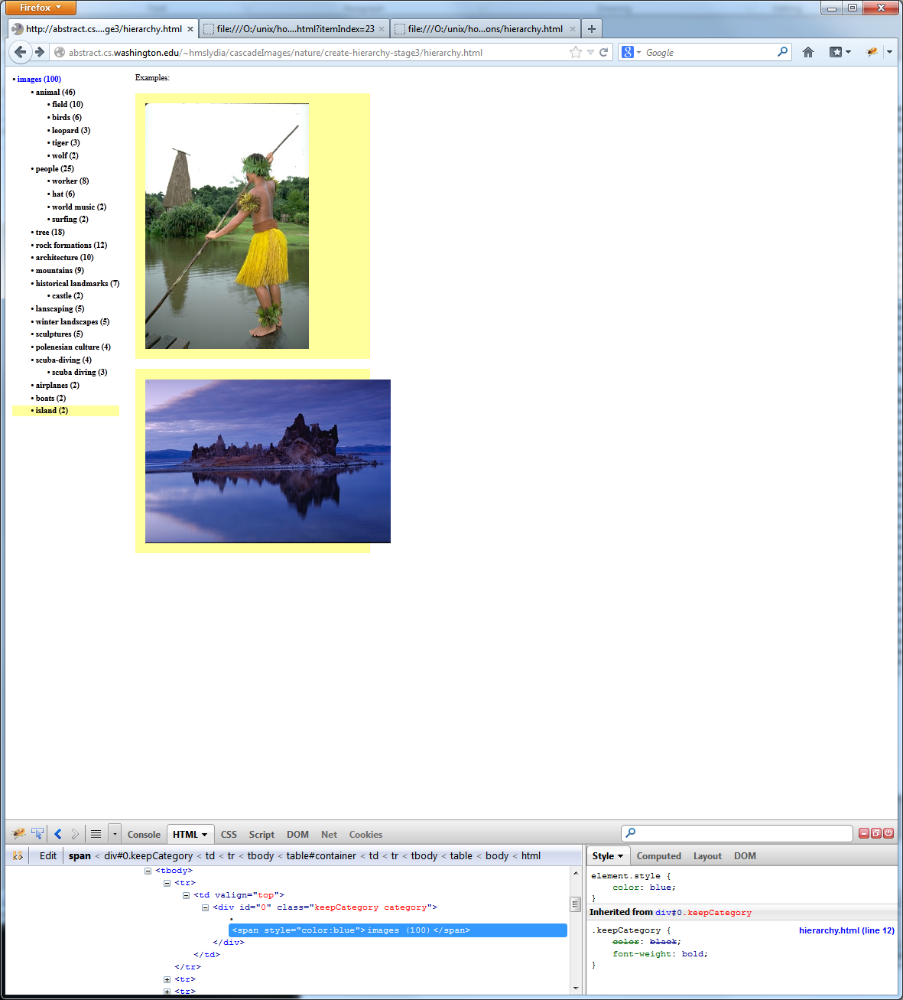 Firefox
http://abstract.cs....ge3/hierarchy.html
file:///O:/unix/ho....html?itemIndex=23
file:///O:/unix/ho...ons/hierarchy.html
abstract.cs.washington.edu/~hmslydia/cascadeImages/nature/create-hierarchy-stage3/hierarchy.html
Google
• images (100)
• animal (46)
• field (10)
• birds (6)
• leopard (3)
• tiger (3)
• wolf (2)
• people (25)
• worker (8)
• hat (6)
• world music (2)
• surfing (2)
• tree (18)
• rock formations (12)
• architecture (10)
• mountains (9)
• historical landmarks (7)
• castle (2)
• lanscaping (5)
• winter landscapes (5)
• sculptures (5)
• polenesian culture (4)
• scuba-diving (4)
• scuba diving (3)
• airplanes (2)
• boats (2)
• island (2)
Examples:
Console HTML CSS Script DOM Net Cookies
Edit span < div#0.keepCategory < td < tr < tbody < table#container < td < tr < tbody < table < body < html
<tbody>
<tr>
<td valign="top">
<div id="0" class="keepCategory category">
•
<span style="color:blue">images (100)</span>
</div>
</td>
</tr>
<tr>
<tr>
Style Computed Layout DOM
element.style {
color: blue;
}
Inherited from div#0.keepCategory
.keepCategory { hierarchy.html (line 12)
color: black;
font-weight: bold;
}